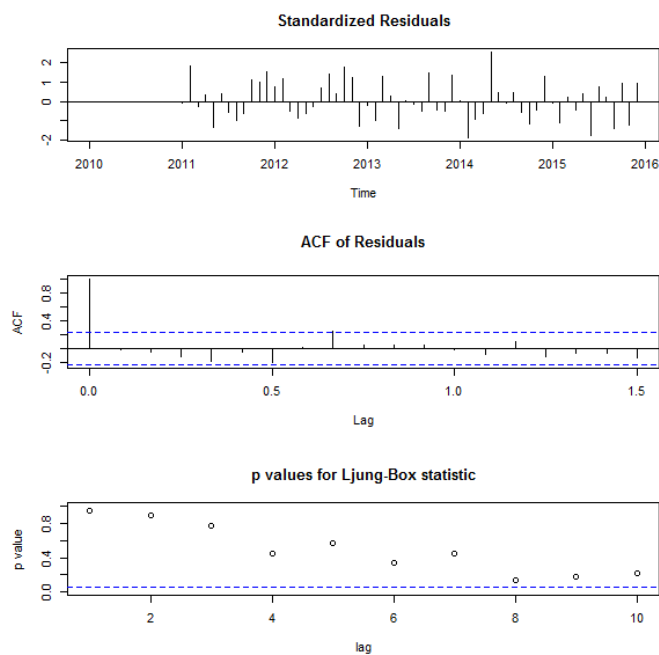 Standardized Residuals
2
1
0
-2
2010 2011 2012 2013 2014 2015 2016
Time
ACF of Residuals
ACF
0.8
0.4
-0.2
0.0 0.5 1.0 1.5
Lag
p values for Ljung-Box statistic
p value
0.8
0.4
0.0
2 4 6 8 10
lag